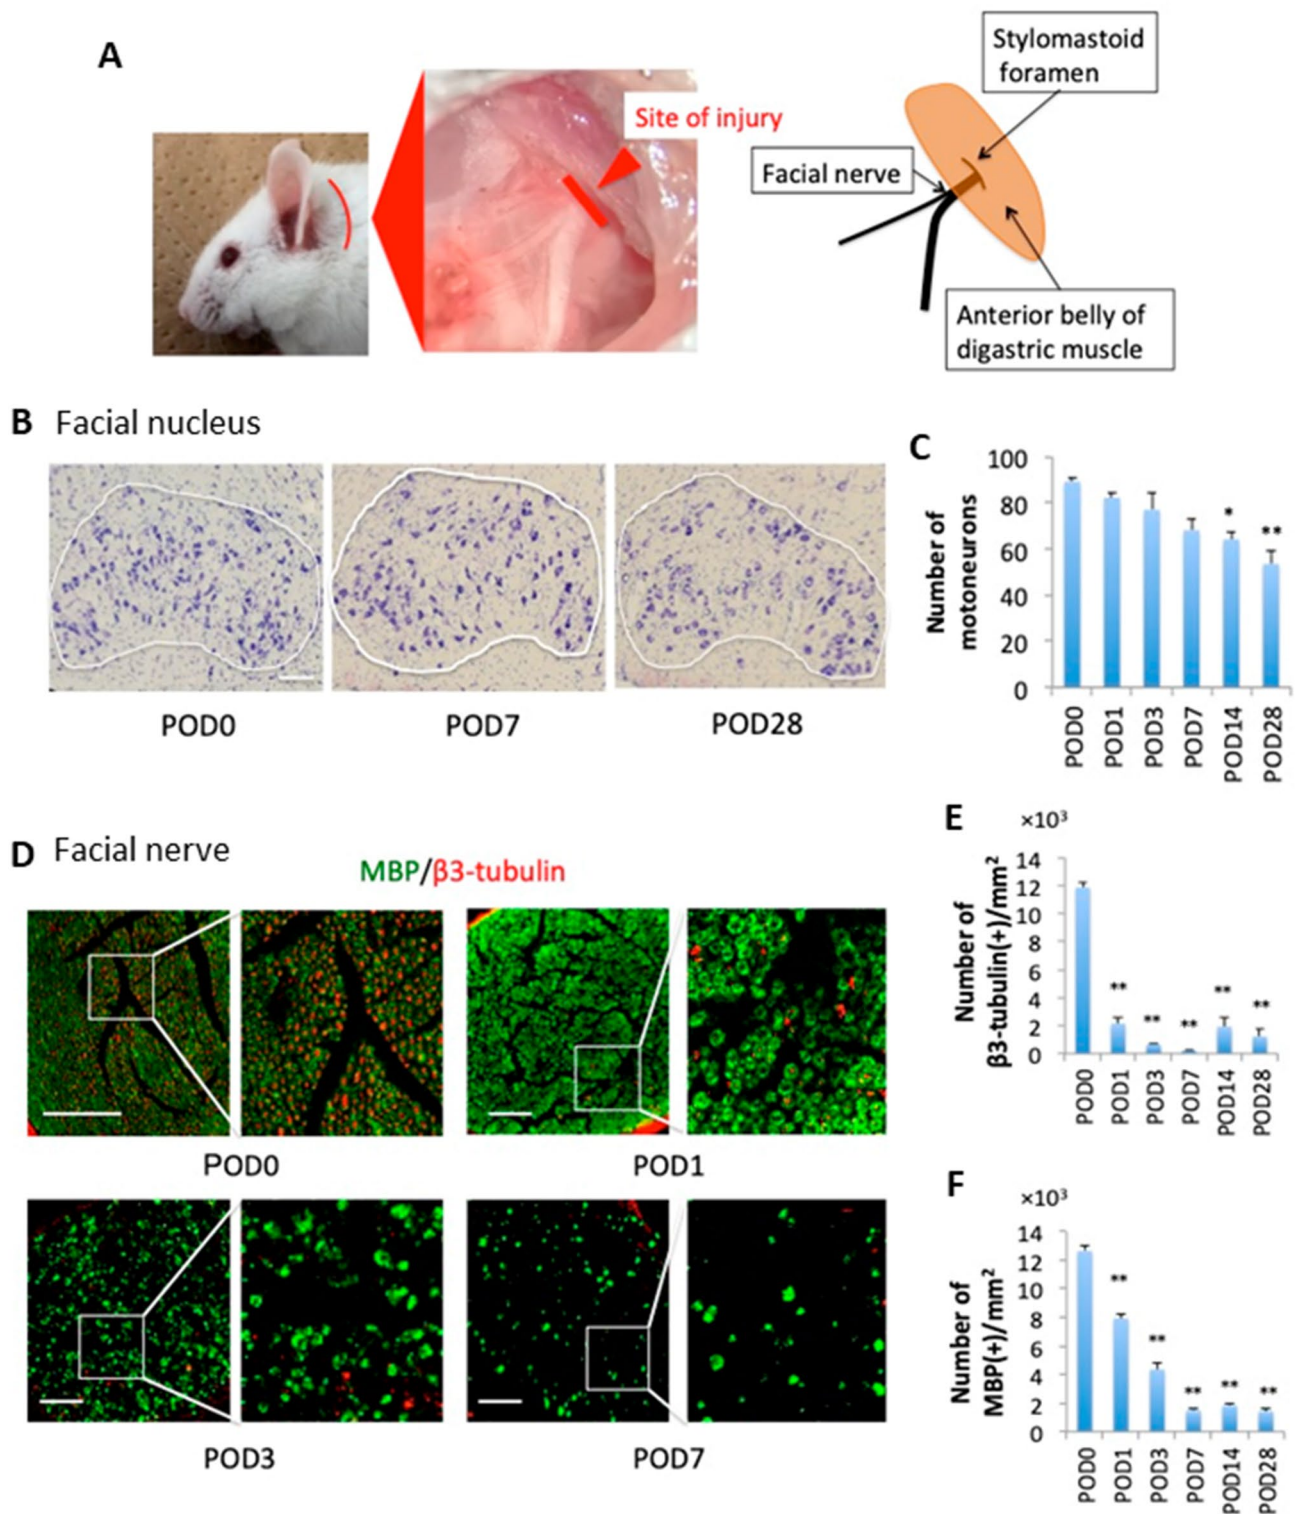 A
Site of injury
Stylomastoid
foramen
Facial nerve
Anterior belly of
digastric muscle
B Facial nucleus
POD0
POD7
POD28
C
Number of
motoneurons
100
80
60
40
20
0
*
**
POD0
POD1
POD3
POD7
POD14
POD28
D Facial nerve
MBP/β3-tubulin
POD0
POD1
POD3
POD7
E
×10³
Number of
β3-tubulin(+)/mm²
14
12
10
8
6
4
2
0
**
**
**
**
**
POD0
POD1
POD3
POD7
POD14
POD28
F
×10³
Number of
MBP(+)/mm²
14
12
10
8
6
4
2
0
**
**
**
**
**
POD0
POD1
POD3
POD7
POD14
POD28